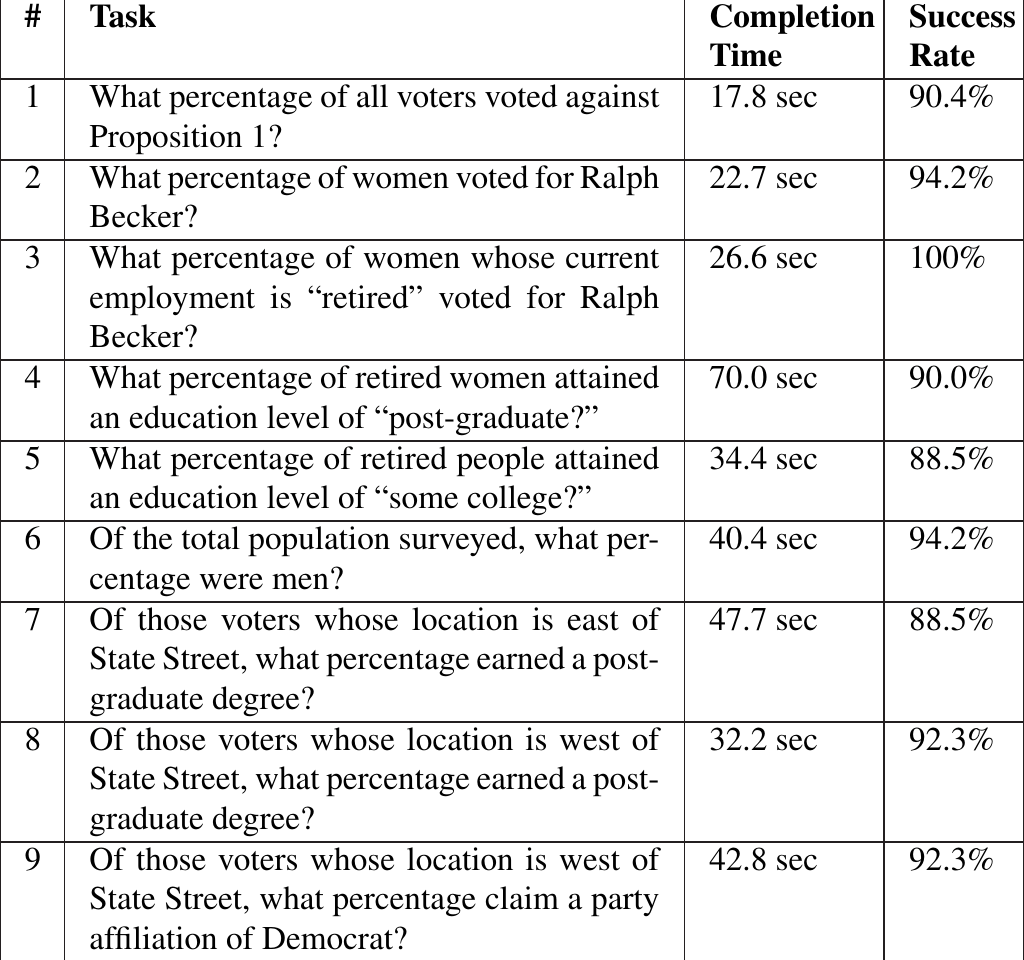 # Task Completion Time Success Rate
1 What percentage of all voters voted against 17.8 sec 90.4%
Proposition 1?
2 What percentage of women voted for Ralph 22.7 sec 94.2%
Becker?
3 What percentage of women whose current 26.6 sec 100%
employment is “retired” voted for Ralph
Becker?
4 What percentage of retired women attained 70.0 sec 90.0%
an education level of “post-graduate?”
5 What percentage of retired people attained 34.4 sec 88.5%
an education level of “some college?”
6 Of the total population surveyed, what per- 40.4 sec 94.2%
centage were men?
7 Of those voters whose location is east of 47.7 sec 88.5%
State Street, what percentage earned a post-
graduate degree?
8 Of those voters whose location is west of 32.2 sec 92.3%
State Street, what percentage earned a post-
graduate degree?
9 Of those voters whose location is west of 42.8 sec 92.3%
State Street, what percentage claim a party
affiliation of Democrat?